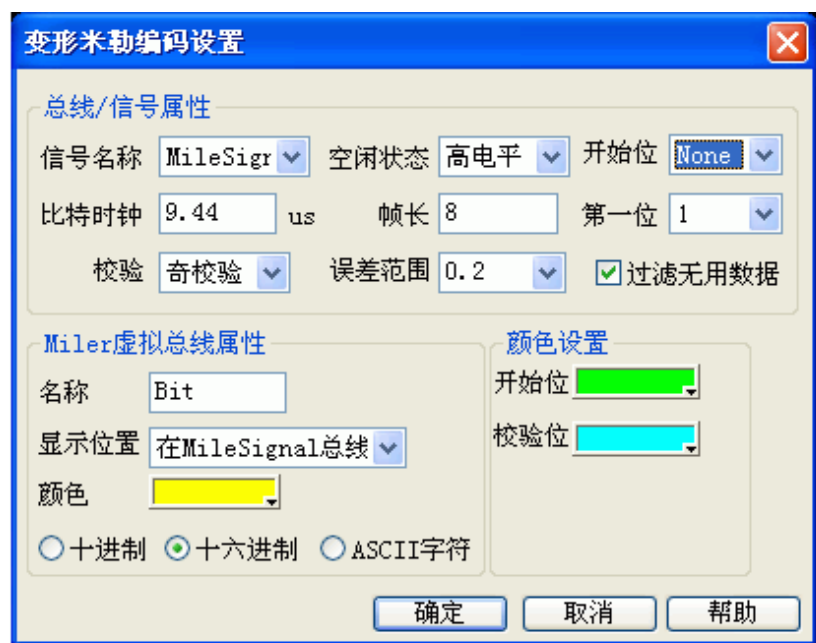 变形米勒编码设置
总线/信号属性
信号名称 MileSigr 空闲状态 高电平 开始位 None
比特时钟 9.44 us 帧长 8 第一位 1
校验 奇校验 误差范围 0.2 过滤无用数据
Miler虚拟总线属性
名称 Bit
显示位置 在MileSignal总线
颜色
十进制 十六进制 ASCII字符
颜色设置
开始位
校验位
确定 取消 帮助